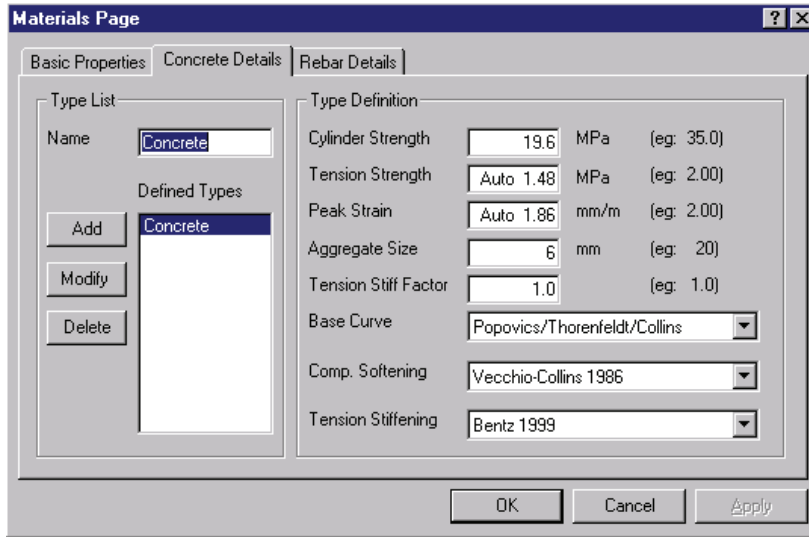 Materials Page
Basic Properties Concrete Details Rebar Details
Type List
Name Concrete
Defined Types
Concrete
Add
Modify
Delete
Type Definition
Cylinder Strength 19.6 MPa (eg: 35.0)
Tension Strength Auto 1.48 MPa (eg: 2.00)
Peak Strain Auto 1.86 mm/m (eg: 2.00)
Aggregate Size 6 mm (eg: 20)
Tension Stiff Factor 1.0 (eg: 1.0)
Base Curve Popovics/Thorenfeldt/Collins
Comp. Softening Vecchio-Collins 1986
Tension Stiffening Bentz 1999
OK Cancel Apply